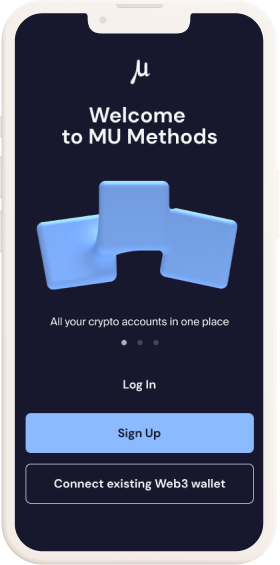 μ
Welcome
to MU Methods
All your crypto accounts in one place
Log In
Sign Up
Connect existing Web3 wallet